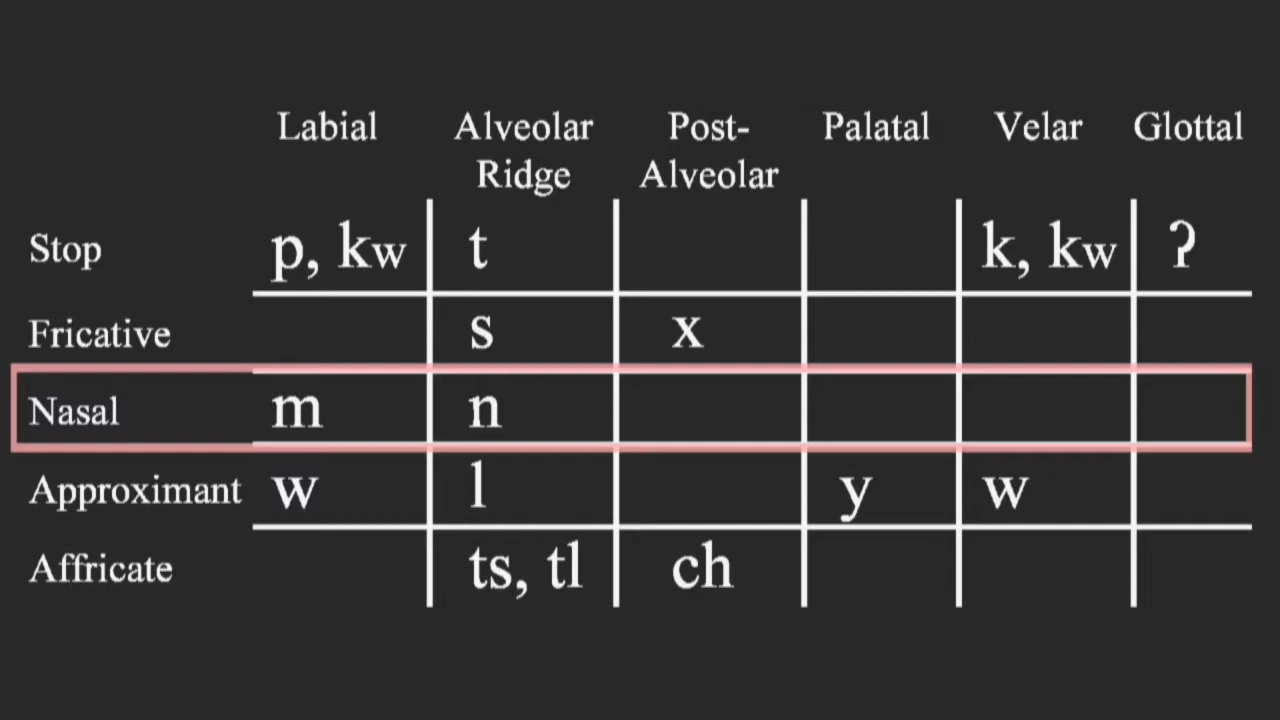 Labial Alveolar Ridge Post-Alveolar Palatal Velar Glottal
Stop p, kw t k, kw ʔ
Fricative s x
Nasal m n
Approximant w l y w
Affricate ts, tl ch